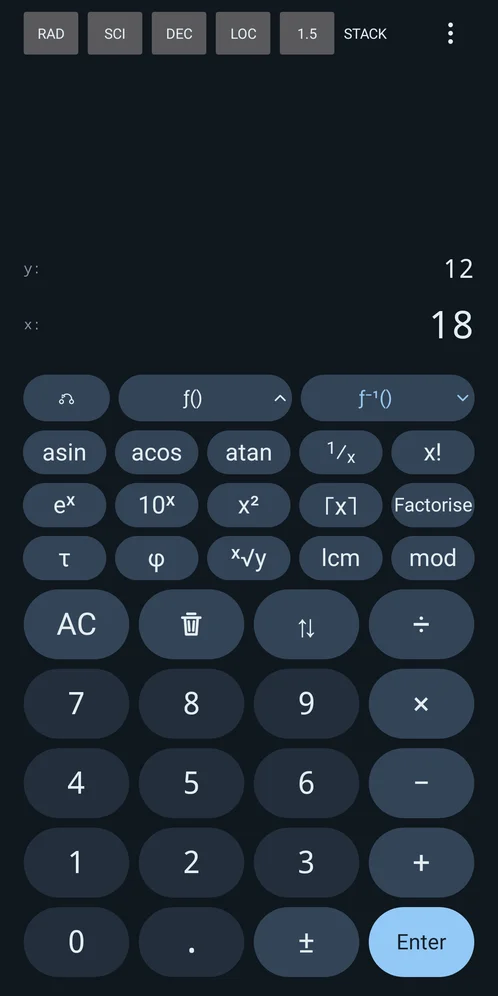 RAD SCI DEC LOC 1.5 STACK
y: 12
x: 18
ƒ() ƒ⁻¹()
asin acos atan ¹/ₓ x!
eˣ 10ˣ x² ⌈x⌉ Factorise
τ φ ˣ√y lcm mod
AC ↑↓ ÷
7 8 9 ×
4 5 6 −
1 2 3 +
0 . ± Enter